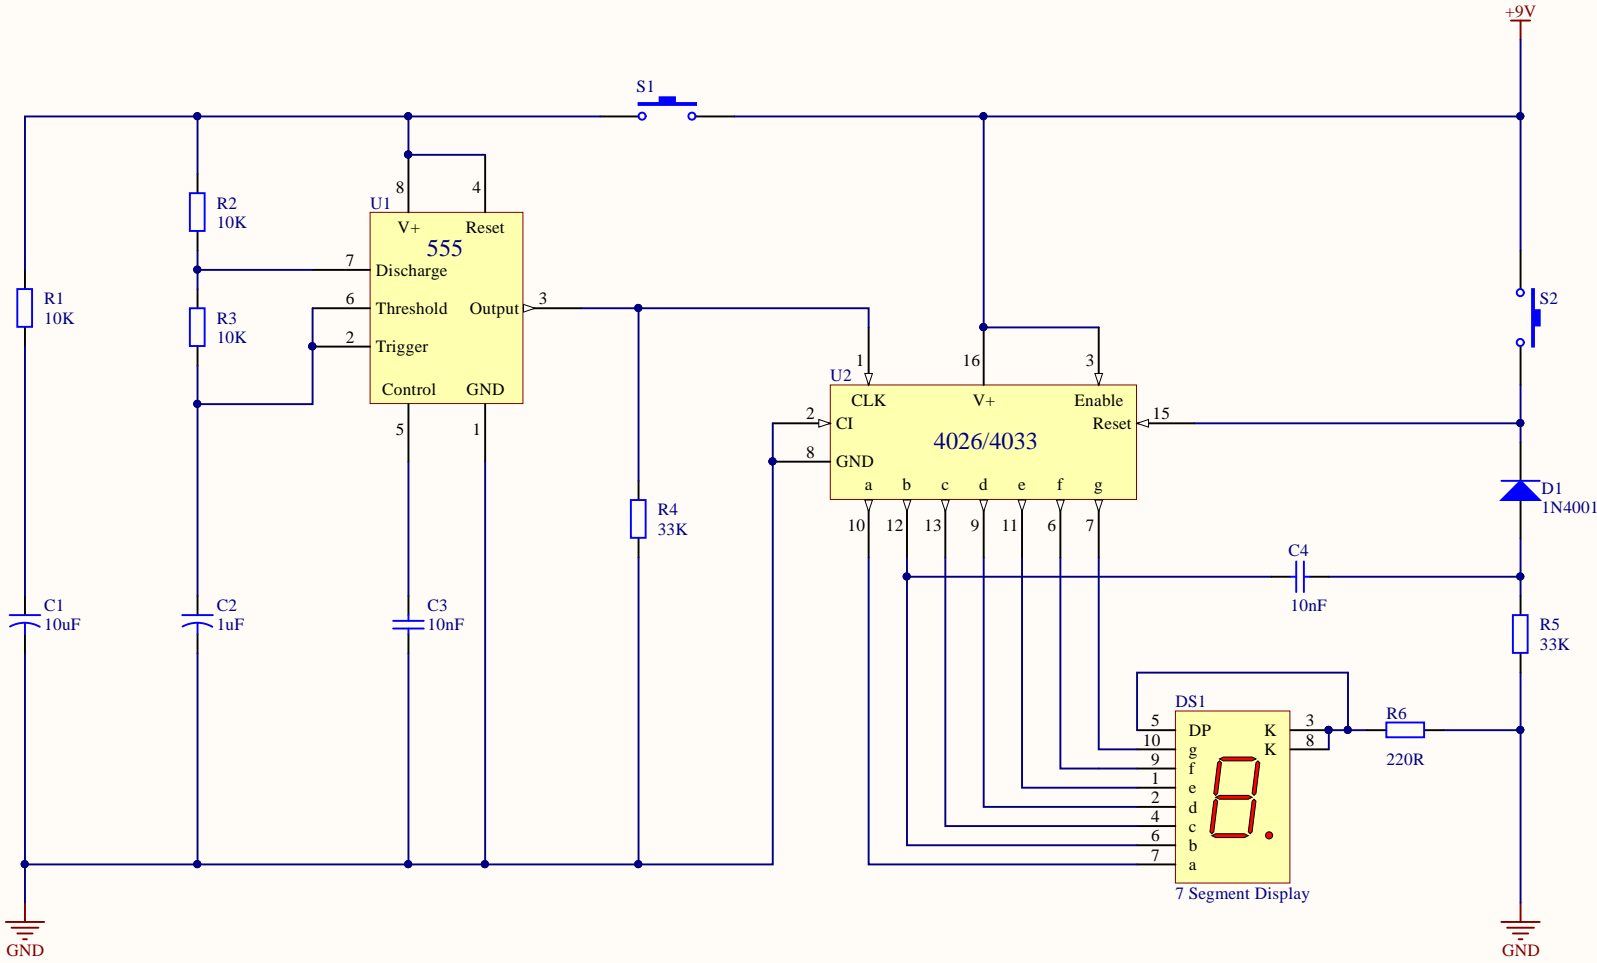 +9V
S1
R2
10K
8
4
U1
V+
Reset
555
7
Discharge
R1
10K
R3
10K
6
Threshold
Output
3
2
Trigger
S2
Control
GND
5
1
1
16
3
U2
CLK
V+
Enable
2
CI
Reset
15
4026/4033
8
GND
a
b
c
d
e
f
g
10
12
13
9
11
6
7
D1
1N4001
R4
33K
C4
10nF
C1
10uF
C2
1uF
C3
10nF
R5
33K
DS1
5
DP
K
3
R6
10
g
K
8
220R
9
f
1
e
2
d
4
c
6
b
7
a
7 Segment Display
GND
GND